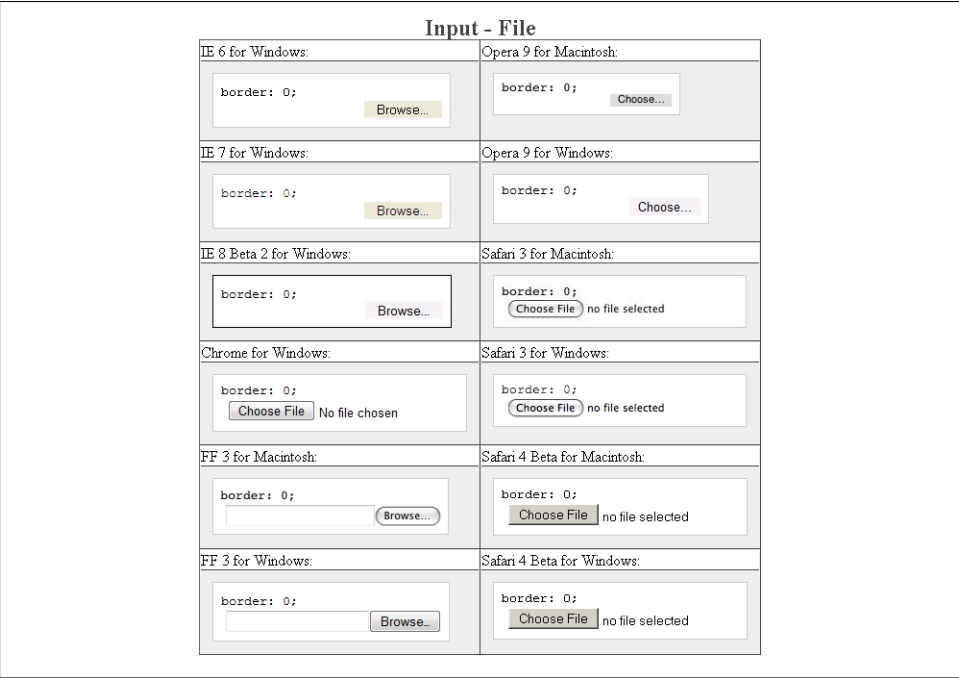 Input - File
IE 6 for Windows:
border: 0;
Browse...
Opera 9 for Macintosh:
border: 0;
Choose...
IE 7 for Windows:
border: 0;
Browse...
Opera 9 for Windows:
border: 0;
Choose...
IE 8 Beta 2 for Windows:
border: 0;
Browse...
Safari 3 for Macintosh:
border: 0;
Choose File no file selected
Chrome for Windows:
border: 0;
Choose File No file chosen
Safari 3 for Windows:
border: 0;
Choose File no file selected
FF 3 for Macintosh:
border: 0;
Browse...
Safari 4 Beta for Macintosh:
border: 0;
Choose File no file selected
FF 3 for Windows:
border: 0;
Browse...
Safari 4 Beta for Windows:
border: 0;
Choose File no file selected